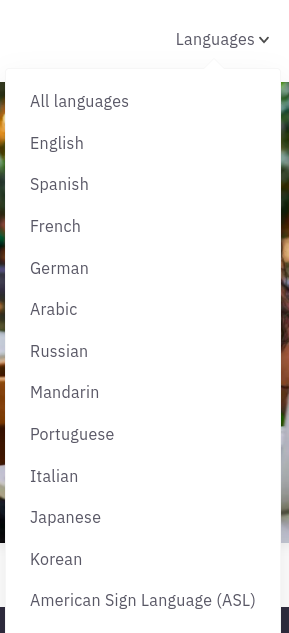 Languages
All languages
English
Spanish
French
German
Arabic
Russian
Mandarin
Portuguese
Italian
Japanese
Korean
American Sign Language (ASL)